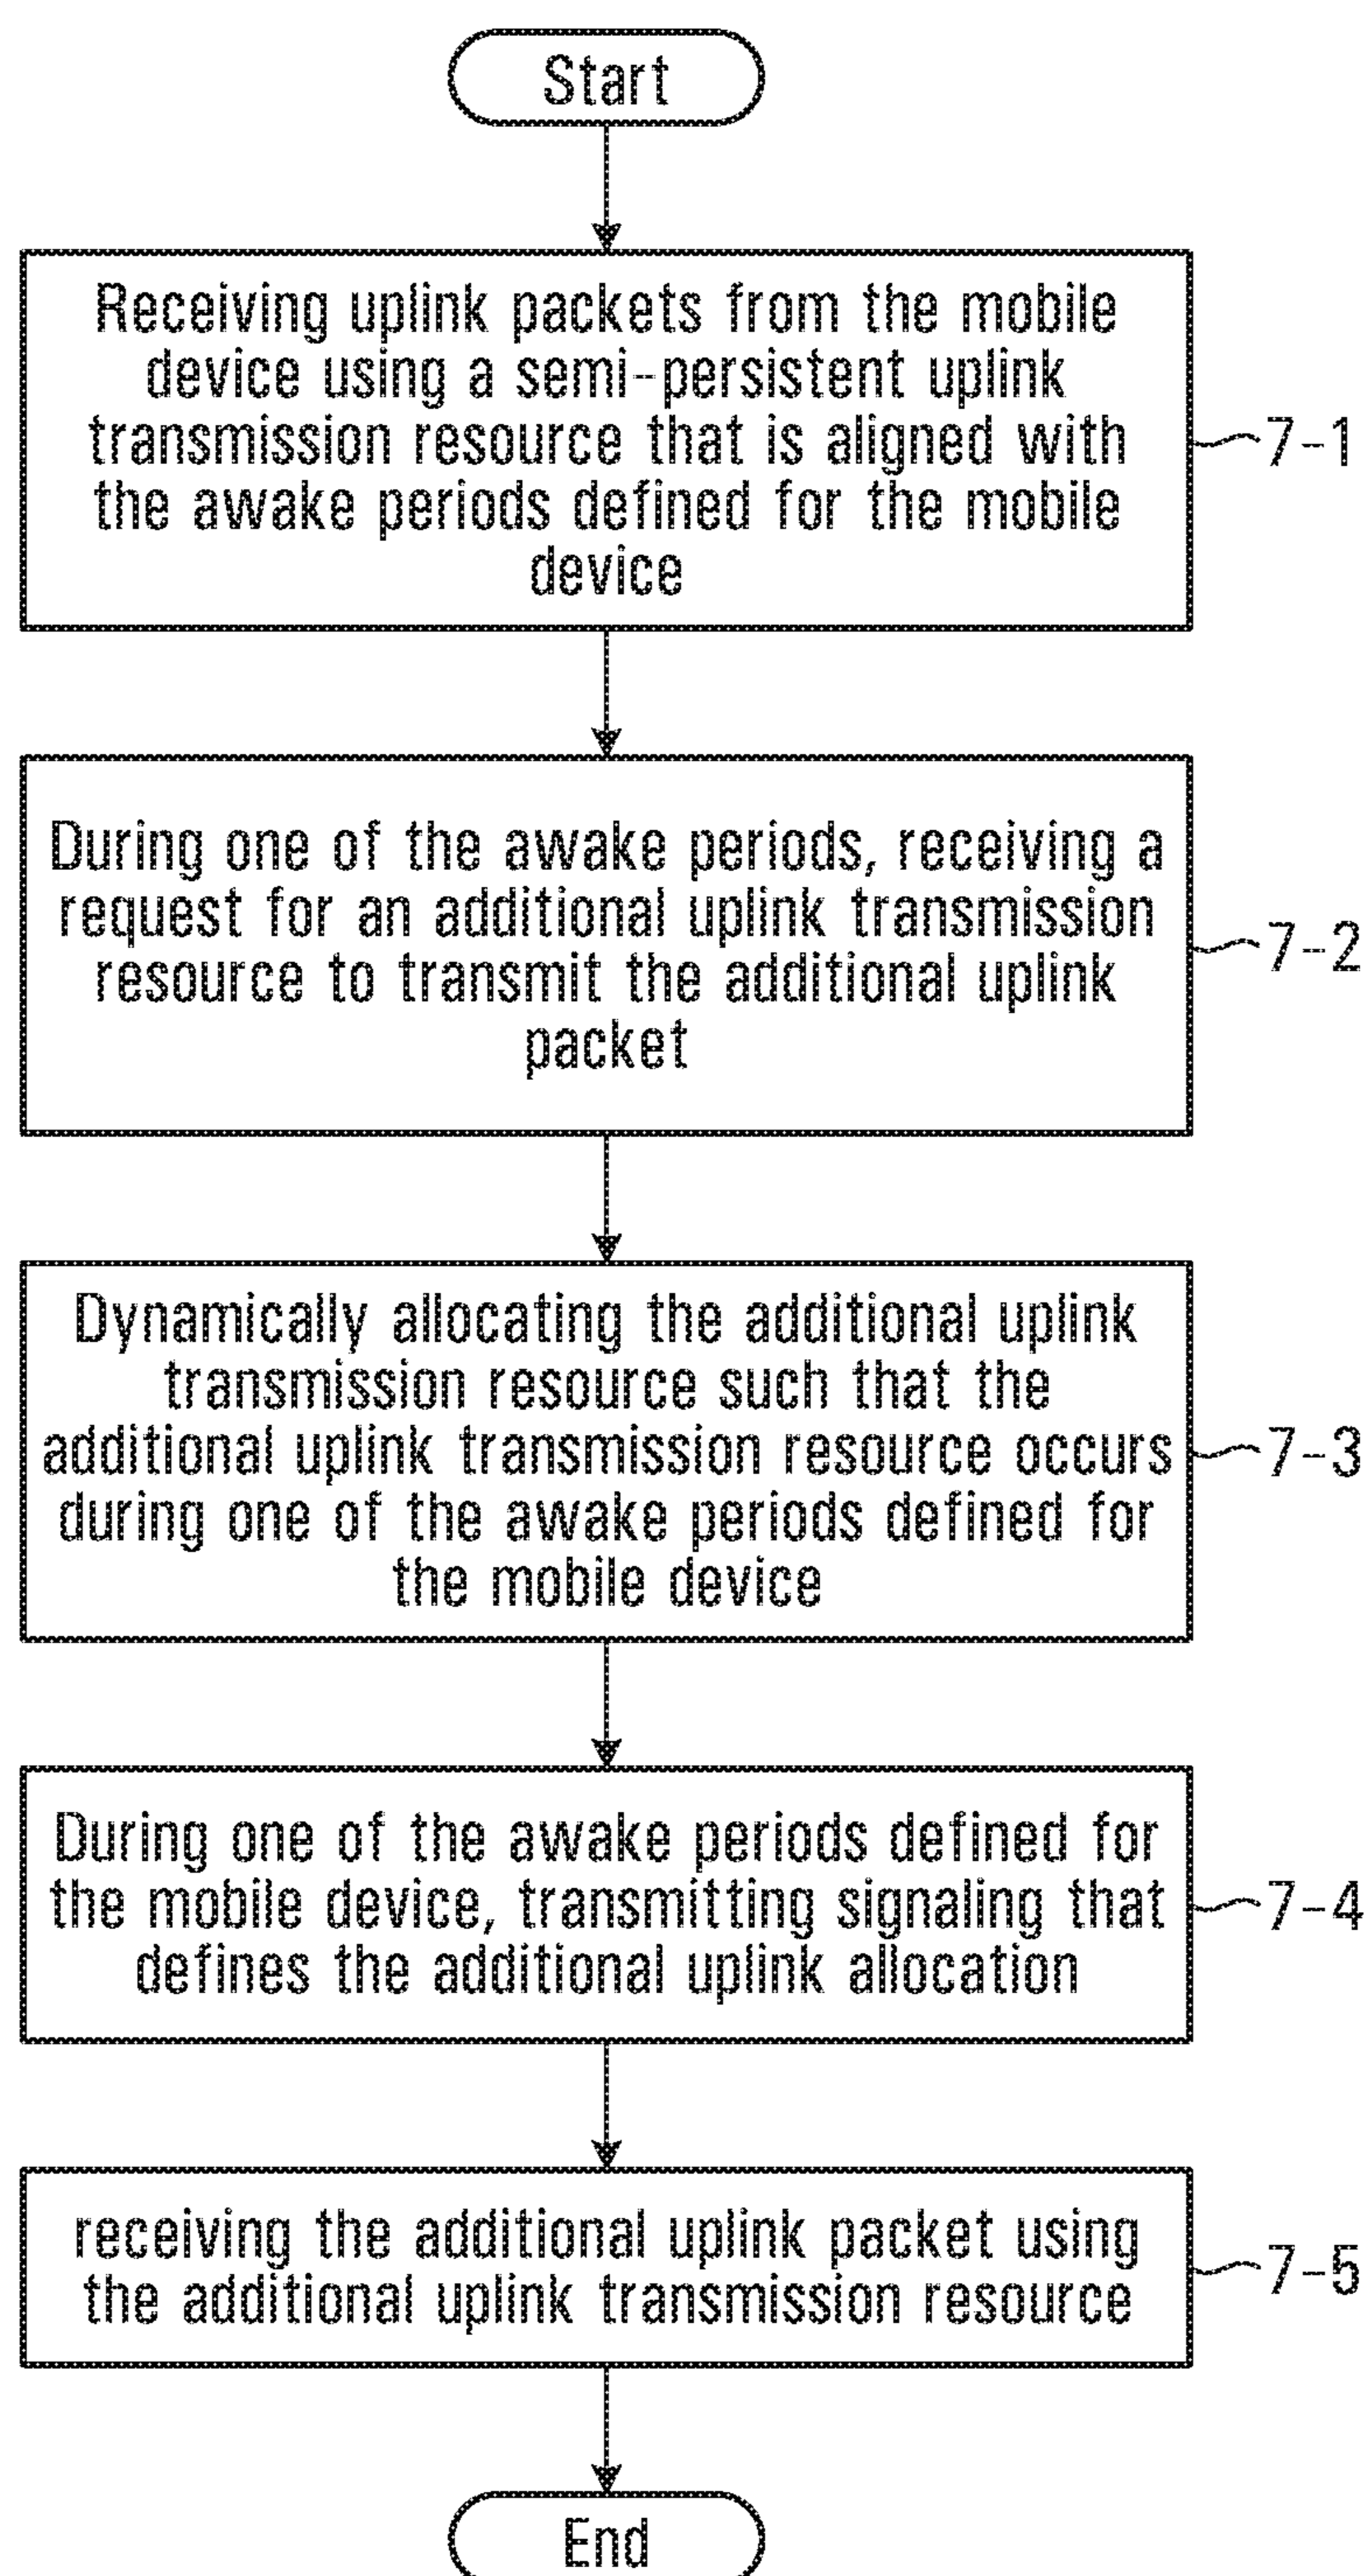 Start
Receiving uplink packets from the mobile
device using a semi-persistent uplink
transmission resource that is aligned with
the awake periods defined for the mobile
device
7-1
During one of the awake periods, receiving a
request for an additional uplink transmission
resource to transmit the additional uplink
packet
7-2
Dynamically allocating the additional uplink
transmission resource such that the
additional uplink transmission resource occurs
during one of the awake periods defined for
the mobile device
7-3
During one of the awake periods defined for
the mobile device, transmitting signaling that
defines the additional uplink allocation
7-4
receiving the additional uplink packet using
the additional uplink transmission resource
7-5
End